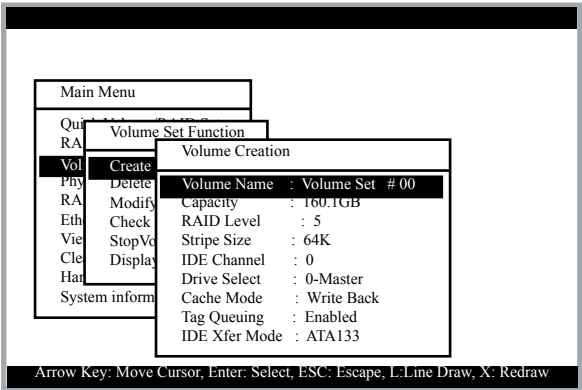 Main Menu
Vol
Phy
RA
Eth
Vie
Cle
Har
System inform
Volume Set Function
Create
Delete
Modify
Check
StopVo
Display
Volume Creation
Volume Name : Volume Set # 00
Capacity : 160.1GB
RAID Level : 5
Stripe Size : 64K
IDE Channel : 0
Drive Select : 0-Master
Cache Mode : Write Back
Tag Queuing : Enabled
IDE Xfer Mode : ATA133
Arrow Key: Move Cursor, Enter: Select, ESC: Escape, L:Line Draw, X: Redraw